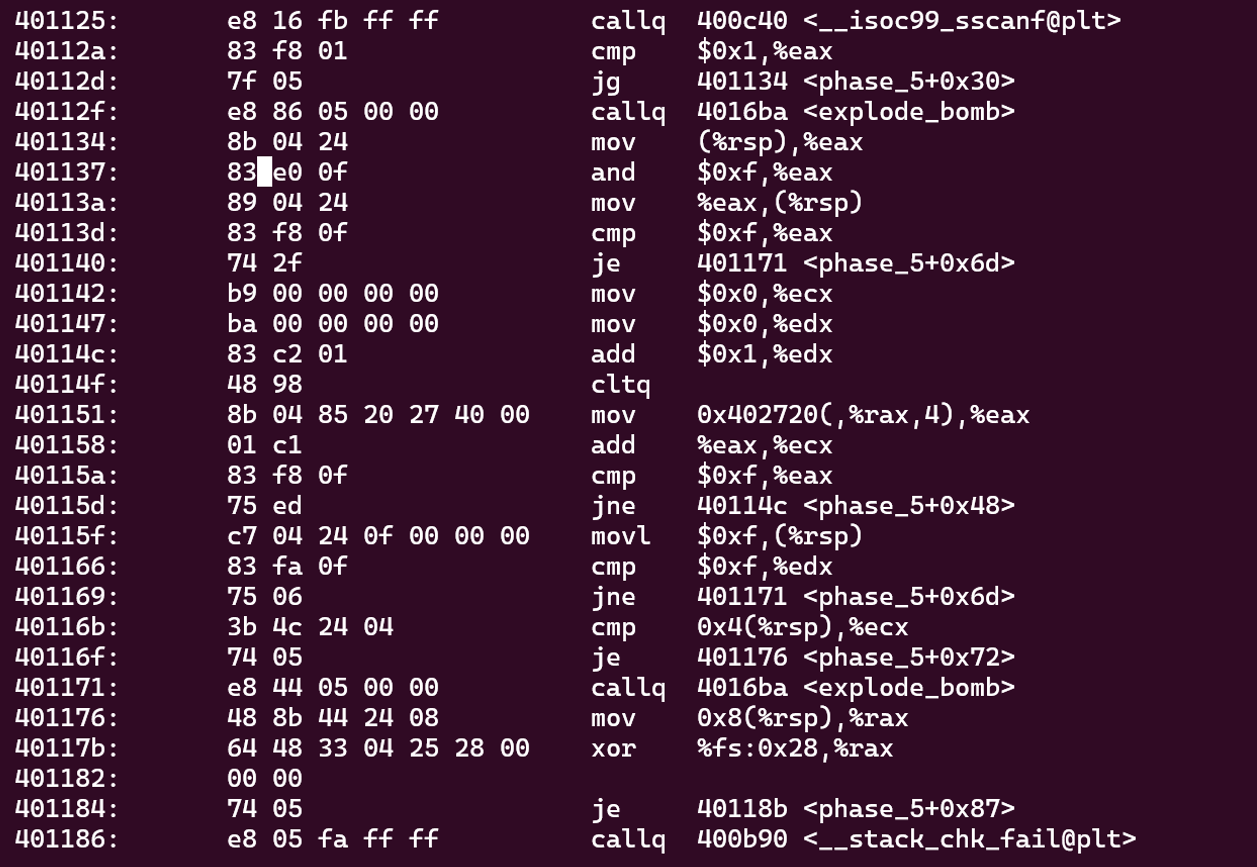 401125: e8 16 fb ff ff callq 400c40 <__isoc99_sscanf@plt>
40112a: 83 f8 01 cmp $0x1,%eax
40112d: 7f 05 jg 401134 <phase_5+0x30>
40112f: e8 86 05 00 00 callq 4016ba <explode_bomb>
401134: 8b 04 24 mov (%rsp),%eax
401137: 83 e0 0f and $0xf,%eax
40113a: 89 04 24 mov %eax,(%rsp)
40113d: 83 f8 0f cmp $0xf,%eax
401140: 74 2f je 401171 <phase_5+0x6d>
401142: b9 00 00 00 00 mov $0x0,%ecx
401147: ba 00 00 00 00 mov $0x0,%edx
40114c: 83 c2 01 add $0x1,%edx
40114f: 48 98 cltq
401151: 8b 04 85 20 27 40 00 mov 0x402720(,%rax,4),%eax
401158: 01 c1 add %eax,%ecx
40115a: 83 f8 0f cmp $0xf,%eax
40115d: 75 ed jne 40114c <phase_5+0x48>
40115f: c7 04 24 0f 00 00 00 movl $0xf,(%rsp)
401166: 83 fa 0f cmp $0xf,%edx
401169: 75 06 jne 401171 <phase_5+0x6d>
40116b: 3b 4c 24 04 cmp 0x4(%rsp),%ecx
40116f: 74 05 je 401176 <phase_5+0x72>
401171: e8 44 05 00 00 callq 4016ba <explode_bomb>
401176: 48 8b 44 24 08 mov 0x8(%rsp),%rax
40117b: 64 48 33 04 25 28 00 xor %fs:0x28,%rax
401182: 00 00
401184: 74 05 je 40118b <phase_5+0x87>
401186: e8 05 fa ff ff callq 400b90 <__stack_chk_fail@plt>